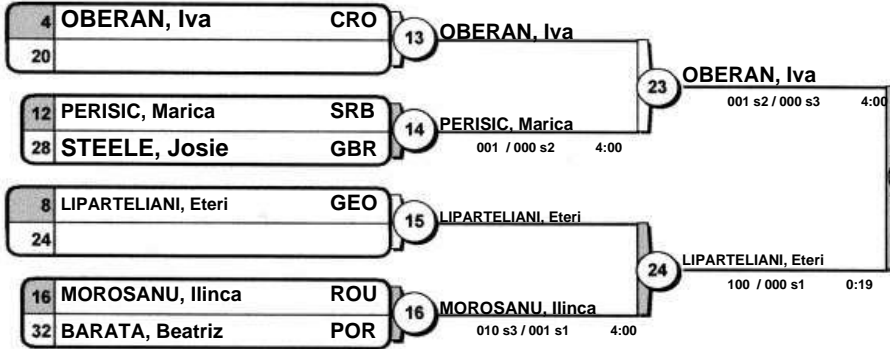 4 OBERAN, Iva CRO
20
13 OBERAN, Iva
12 PERISIC, Marica SRB
28 STEELE, Josie GBR
14 PERISIC, Marica
001 / 000 s2 4:00
23 OBERAN, Iva
001 s2 / 000 s3 4:00
8 LIPARTELIANI, Eteri GEO
24
15 LIPARTELIANI, Eteri
16 MOROSANU, Ilinca ROU
32 BARATA, Beatriz POR
16 MOROSANU, Ilinca
010 s3 / 001 s1 4:00
24 LIPARTELIANI, Eteri
100 / 000 s1 0:19